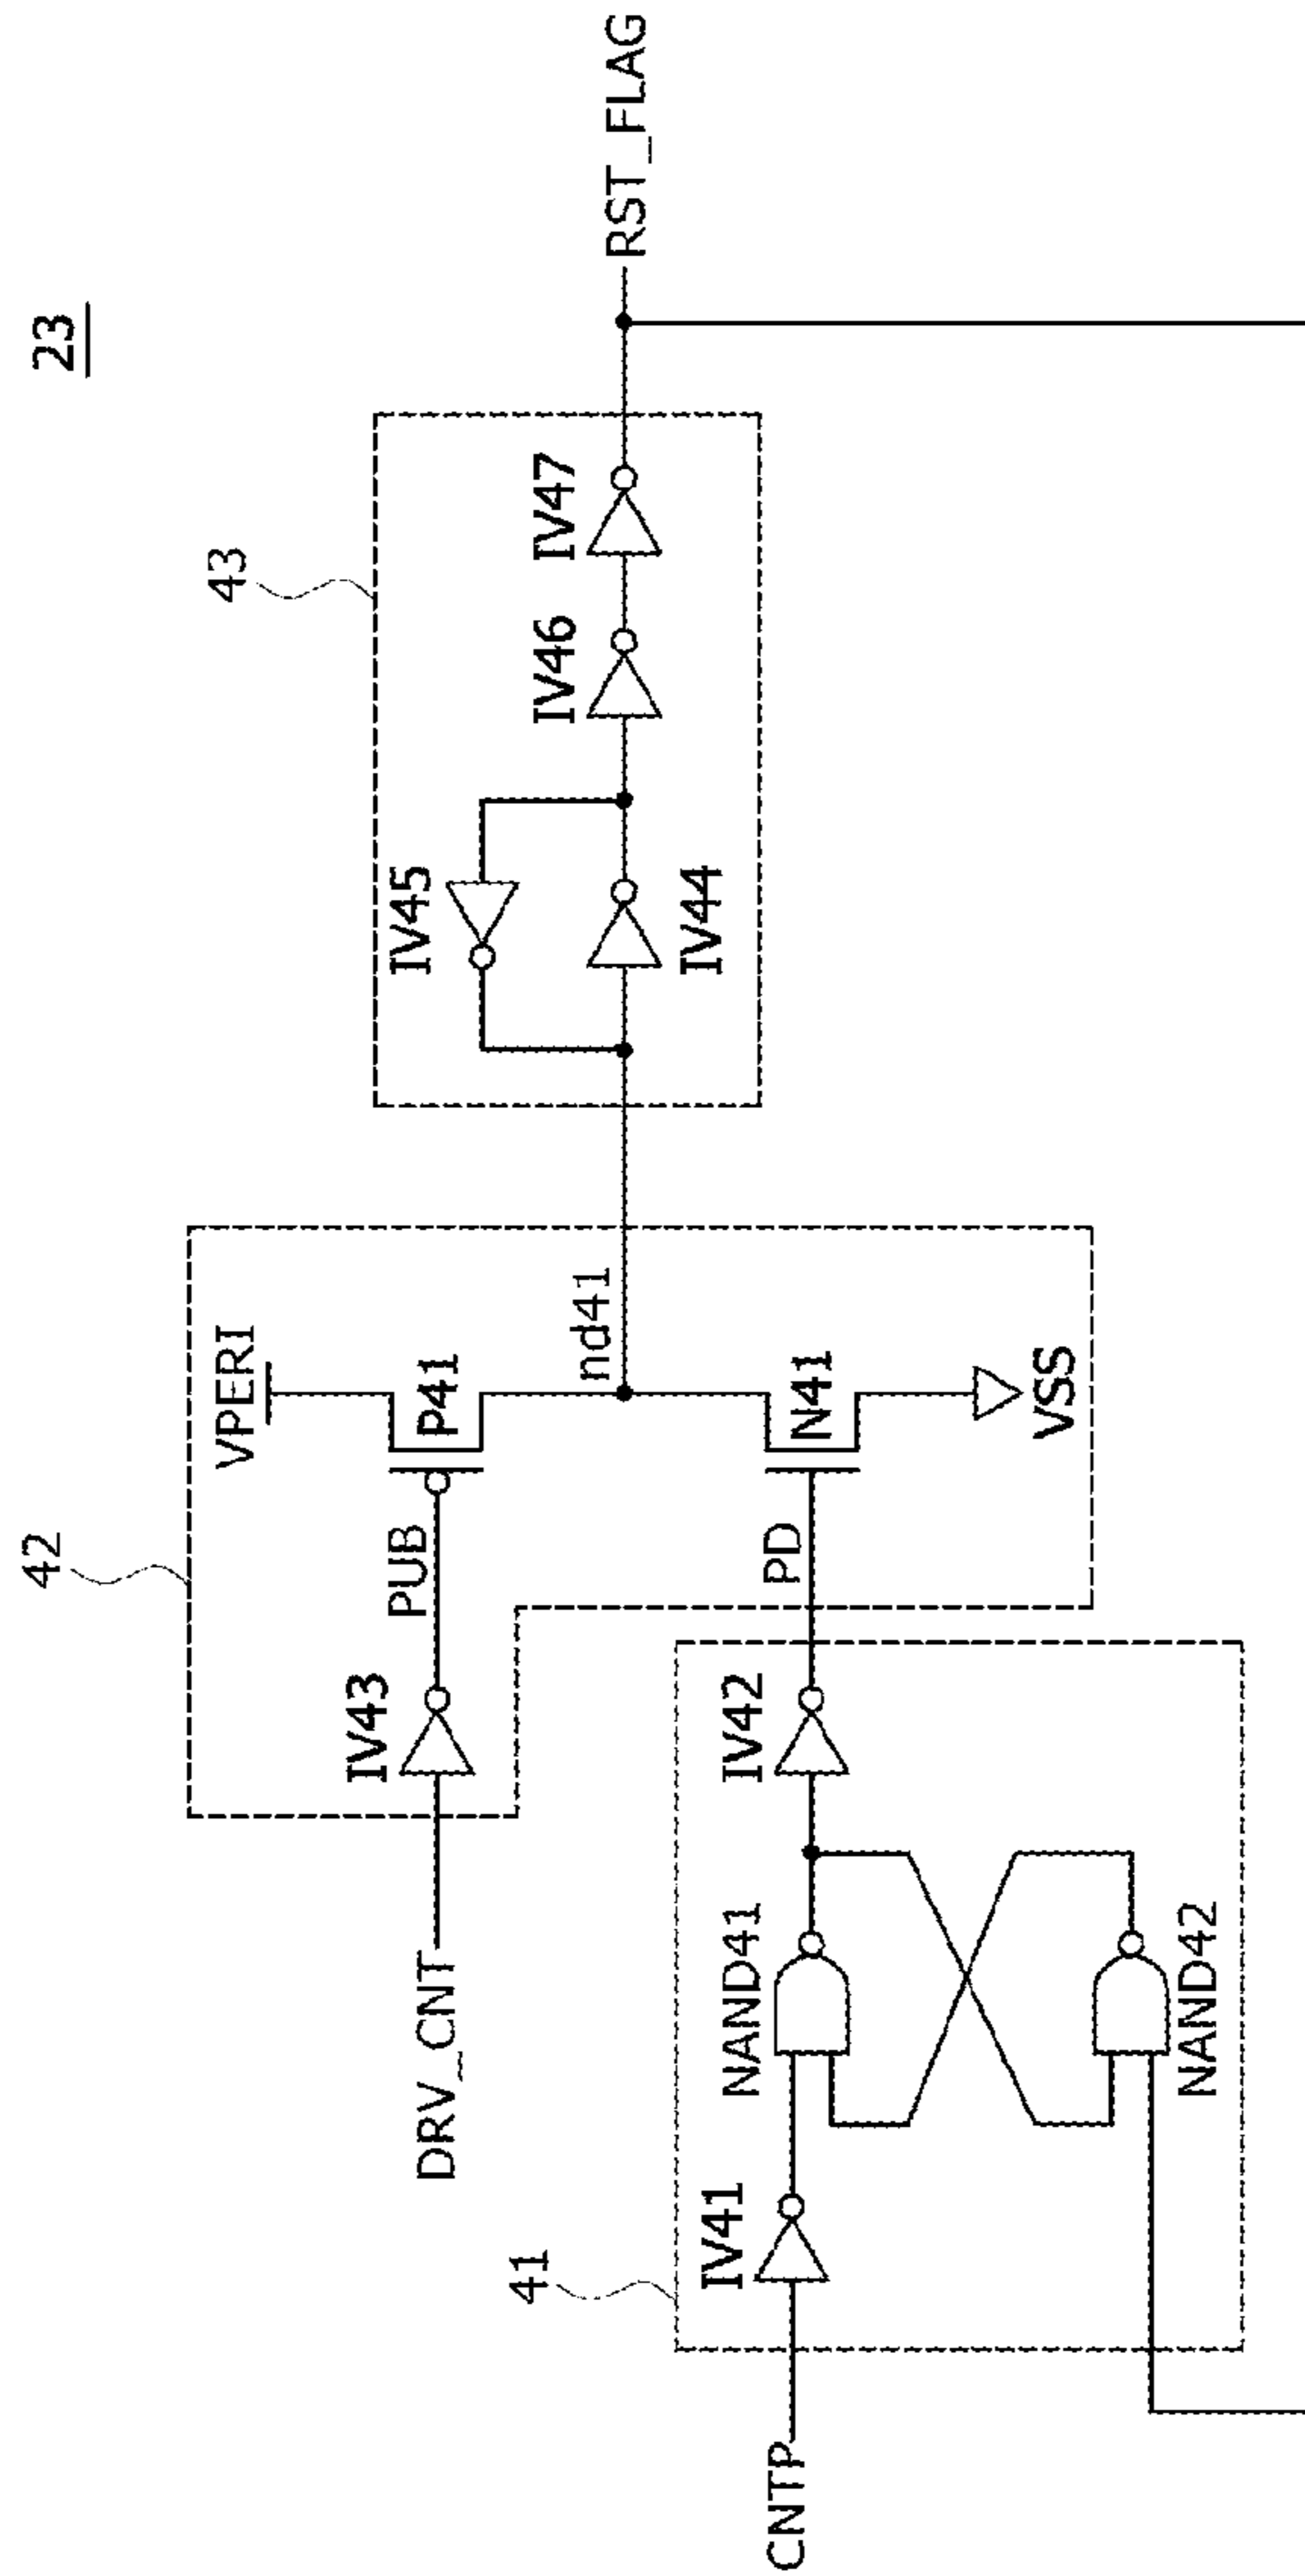 23
43
IV47
IV46
IV45
IV44
RST_FLAG
42
VPERI
P41
PUB
nd41
IV43
DRV_CNT
N41
PD
VSS
41
IV42
NAND41
NAND42
IV41
CNTP